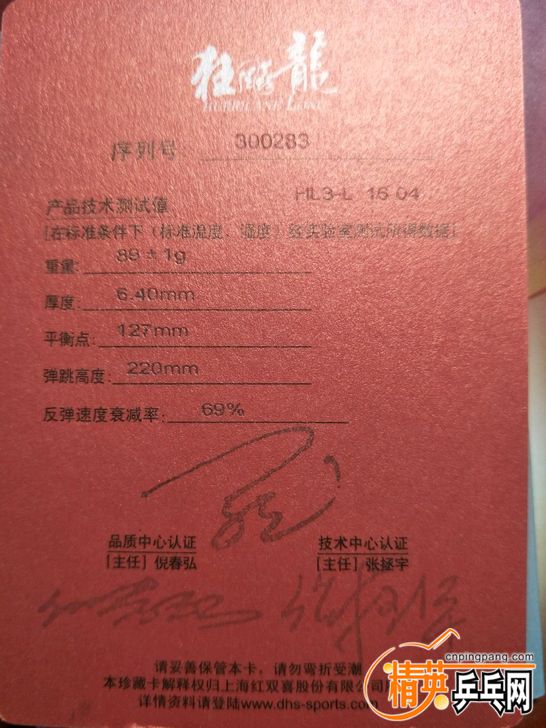 狂飚龍
HURRICANE LONG
序列号: 300283
HL3-L 16 04
产品技术测试值
[在标准条件下(标准温度、湿度)经实验室测试所得数据]
重量: 89±1g
厚度: 6.40mm
平衡点: 127mm
弹跳高度: 220mm
反弹速度衰减率: 69%
品质中心认证 技术中心认证
[主任] 倪春弘 [主任] 张拯宇
请妥善保管本卡,请勿弯折受潮
本珍藏卡解释权归上海红双喜股份有限公司所
详情资料请登陆www.dhs-sports.com
cnpingpang.com
精英乒乓网